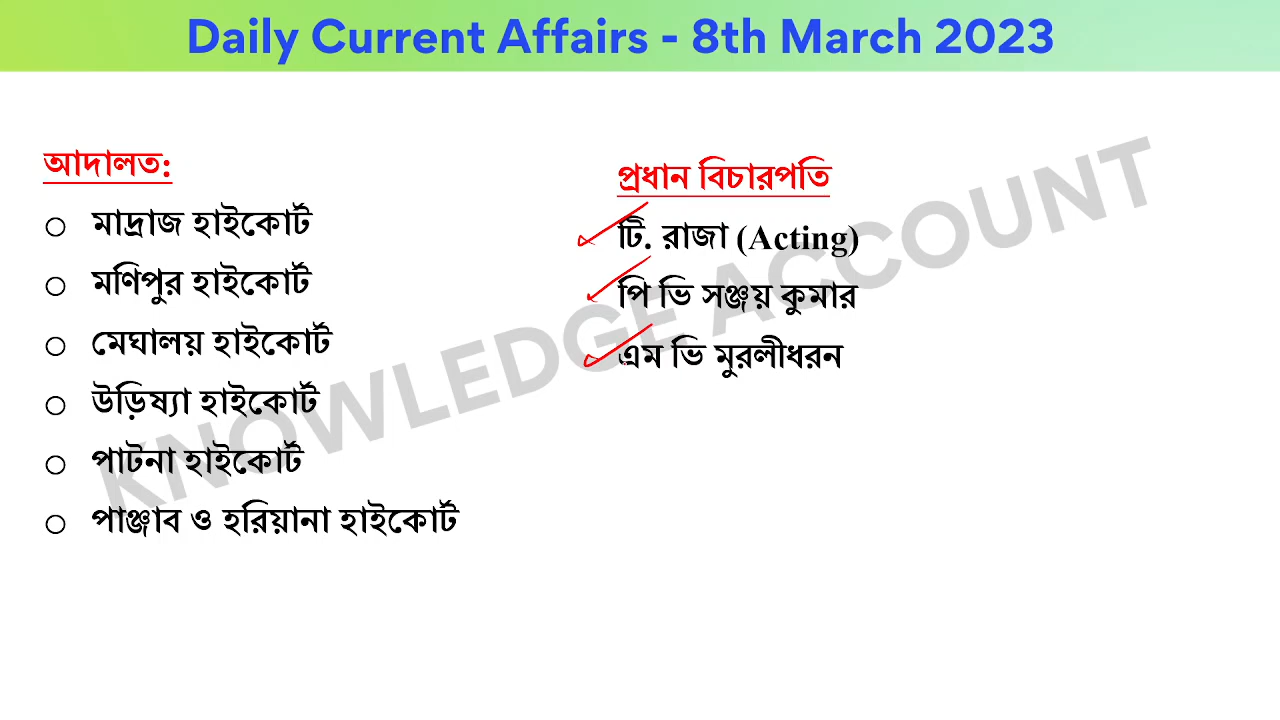 Daily Current Affairs - 8th March 2023
আদালত:
মাদ্রাজ হাইকোর্ট
মণিপুর হাইকোর্ট
মেঘালয় হাইকোর্ট
উড়িষ্যা হাইকোর্ট
পাটনা হাইকোর্ট
পাঞ্জাব ও হরিয়ানা হাইকোর্ট
প্রধান বিচারপতি
টি. রাজা (Acting)
পি ভি সঞ্জয় কুমার
এম ভি মুরলীধরন
KNOWLEDGE ACCOUNT